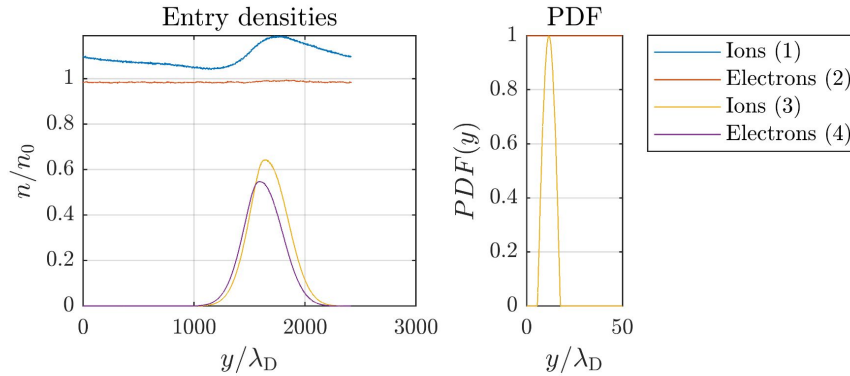 Entry densities
n/n0
1
0.8
0.6
0.4
0.2
0
0
1000
2000
3000
y/λD
PDF
PDF(y)
1
0.8
0.6
0.4
0.2
0
0
50
y/λD
Ions (1)
Electrons (2)
Ions (3)
Electrons (4)